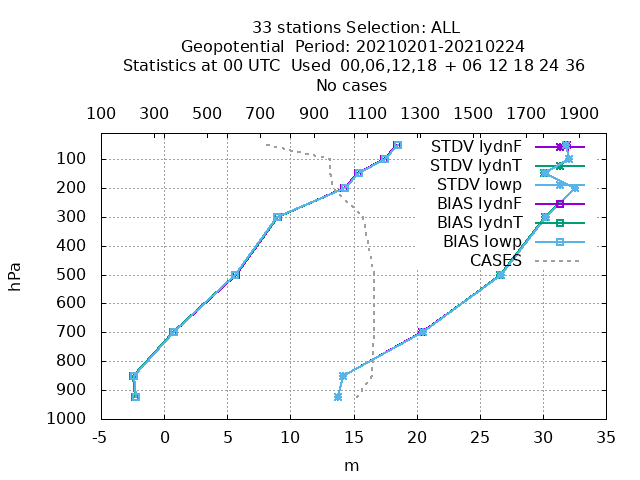 33 stations Selection: ALL
Geopotential  Period: 20210201-20210224
Statistics at 00 UTC  Used 00,06,12,18 + 06 12 18 24 36
No cases
100 300 500 700 900 1100 1300 1500 1700 1900
STDV lydnF
STDV lydnT
STDV lowp
BIAS lydnF
BIAS lydnT
BIAS lowp
CASES
100
200
300
400
500
600
700
800
900
1000
hPa
-5 0 5 10 15 20 25 30 35
m